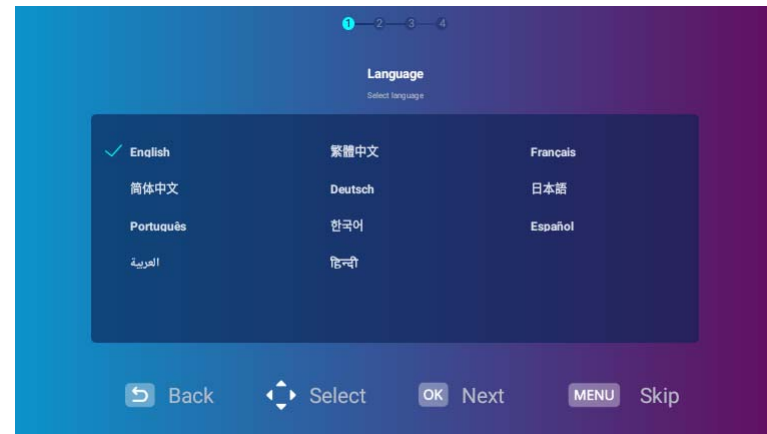 1 2 3 4
Language
Select language
English 繁體中文 Français
简体中文 Deutsch 日本語
Português 한국어 Español
العربية हिन्दी
Back Select OK Next MENU Skip